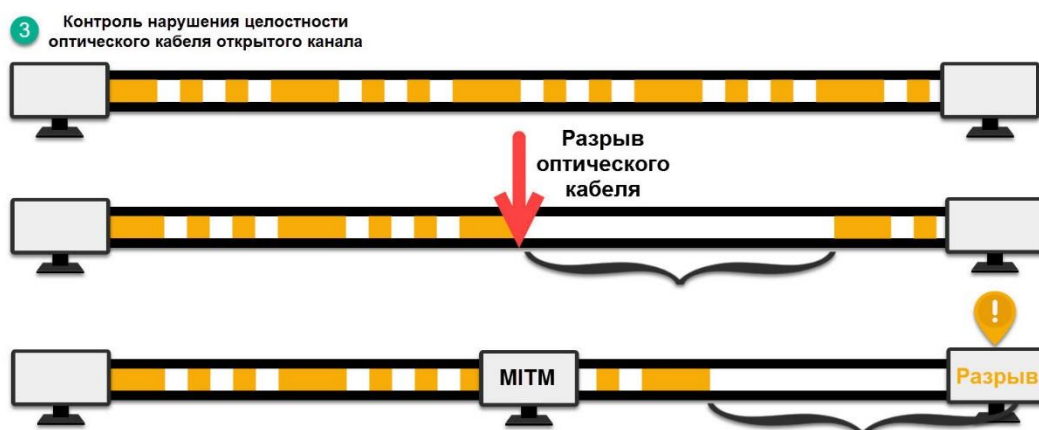 3
Контроль нарушения целостности
оптического кабеля открытого канала
Разрыв
оптического
кабеля
!
MITM
Разрыв